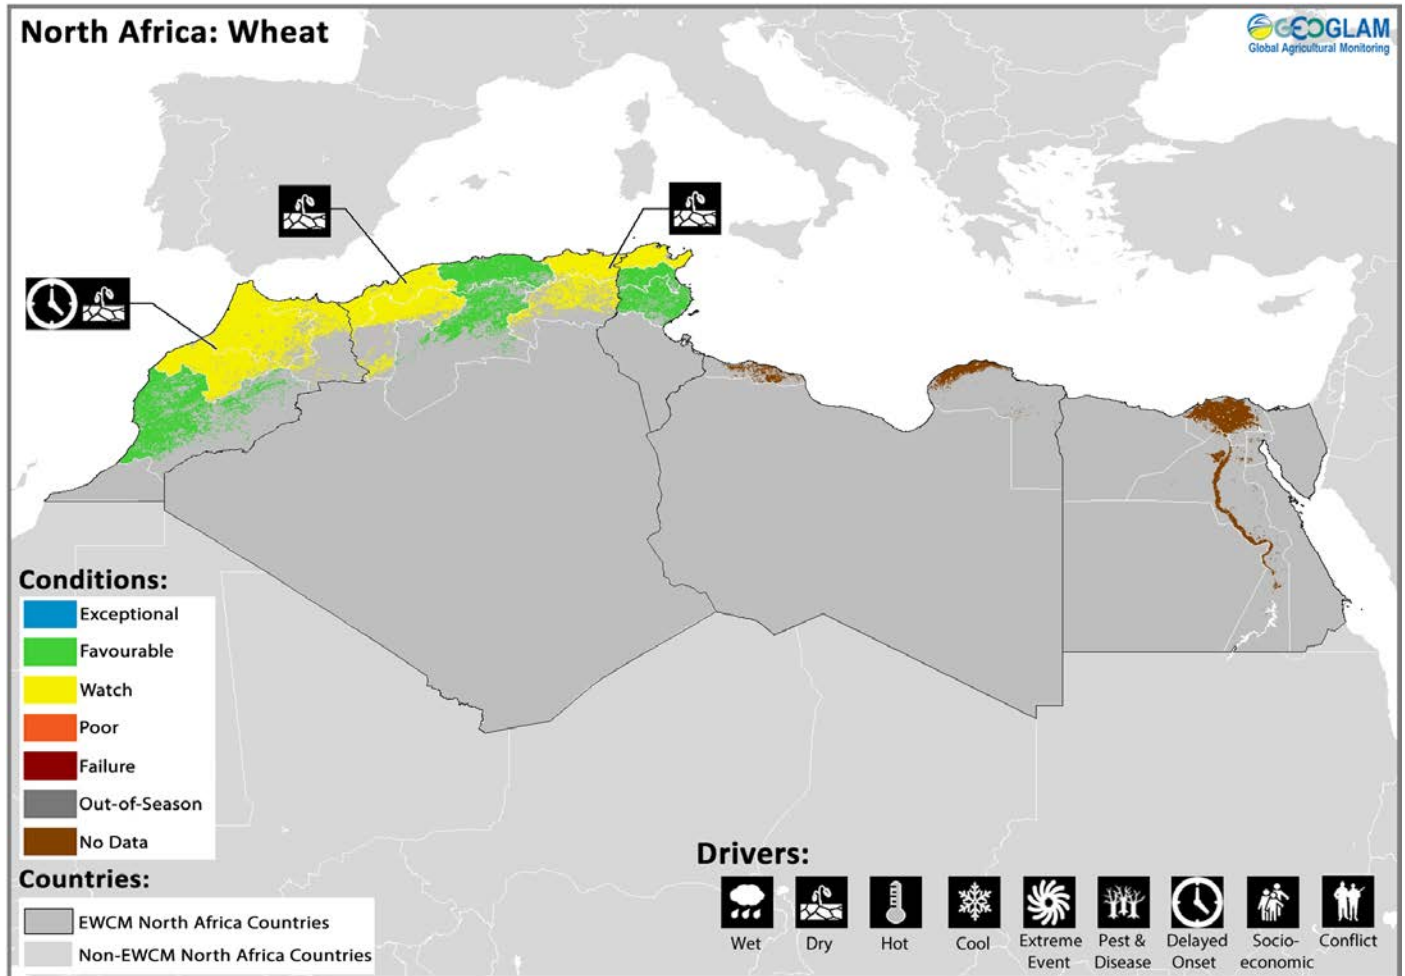 North Africa: Wheat
GEOGLAM
Global Agricultural Monitoring
Conditions:
Exceptional
Favourable
Watch
Poor
Failure
Out-of-Season
No Data
Countries:
EWCM North Africa Countries
Non-EWCM North Africa Countries
Drivers:
Wet
Dry
Hot
Cool
Extreme
Event
Pest &
Disease
Delayed
Onset
Socio-
economic
Conflict